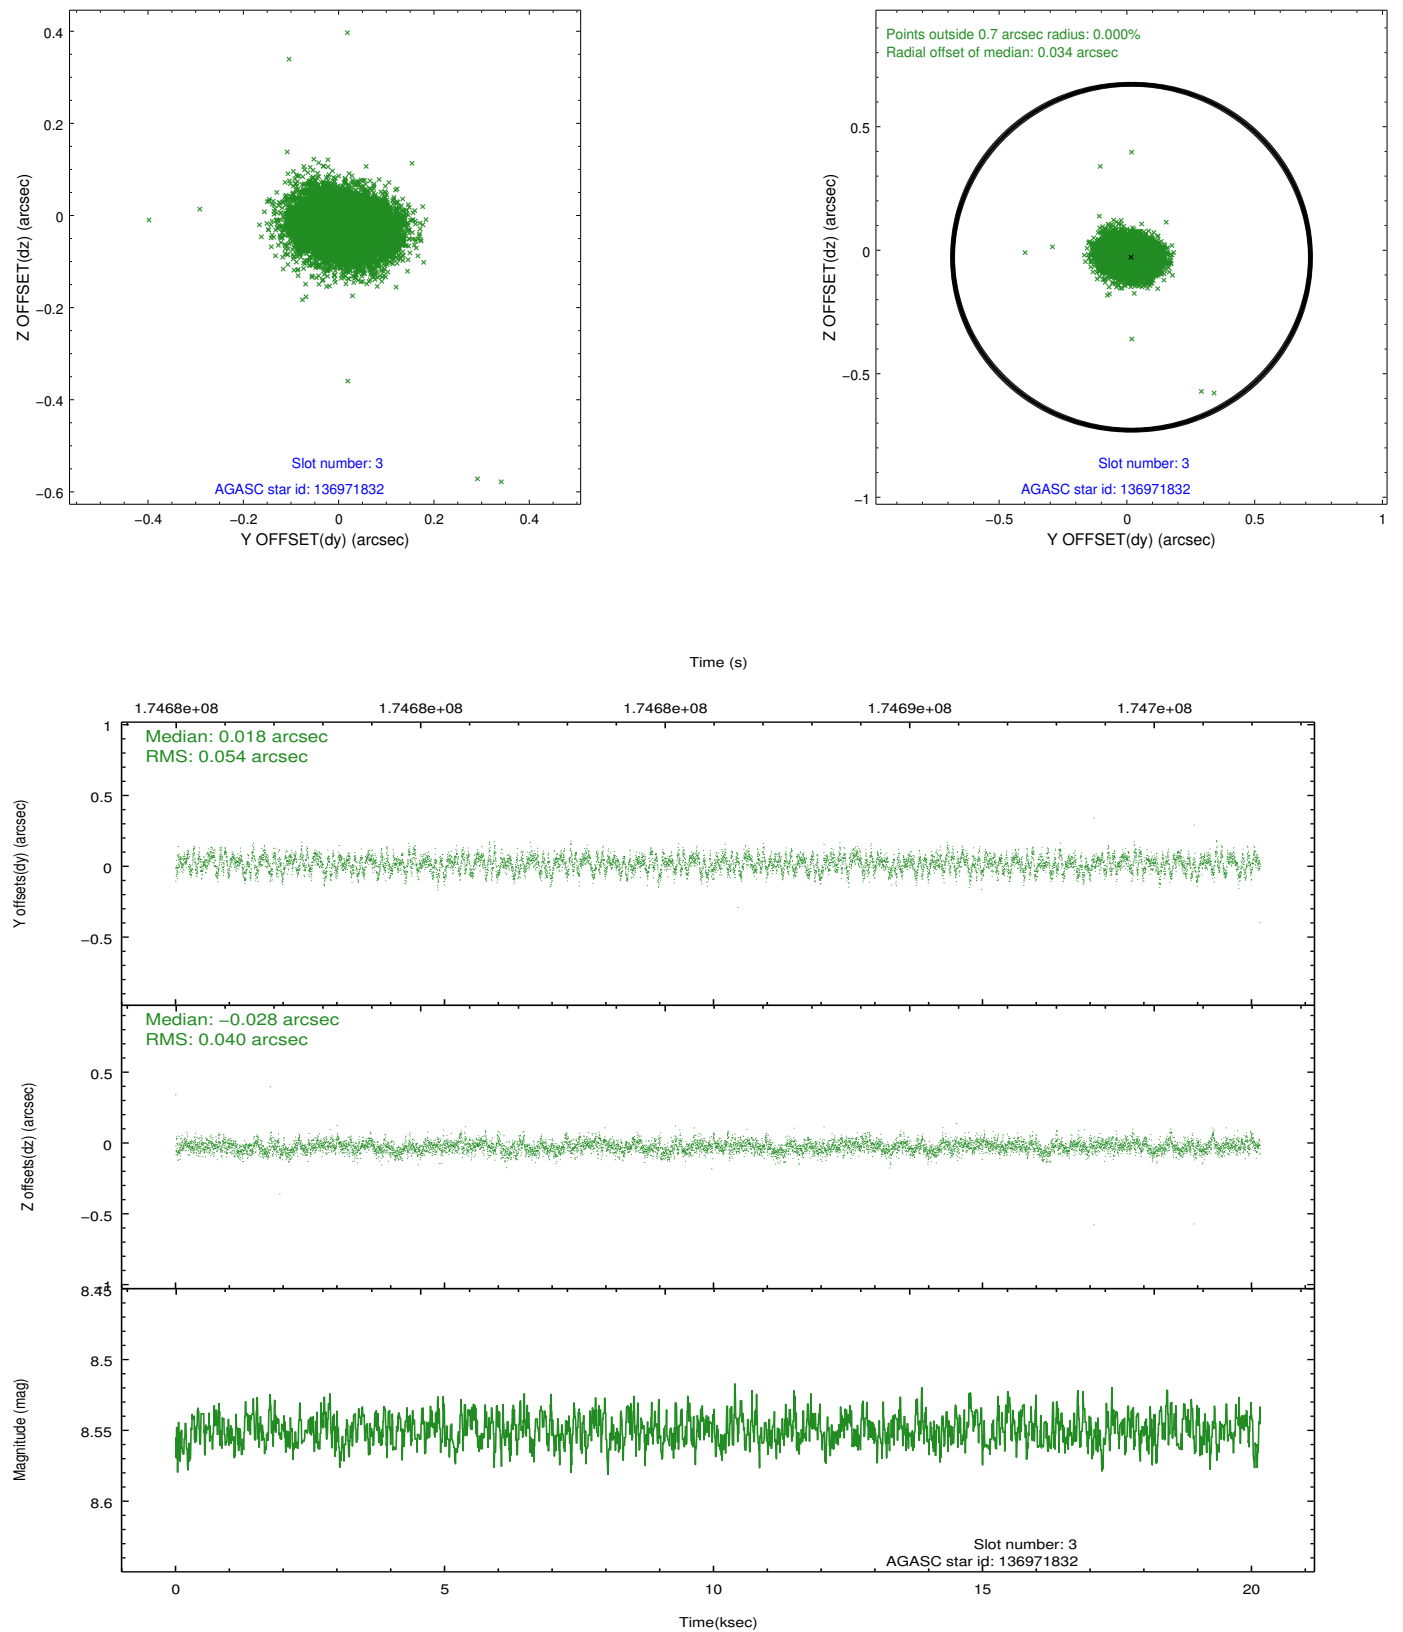 0.4
0.2
0
−0.2
−0.4
−0.6
Z OFFSET(dz) (arcsec)
Slot number: 3
AGASC star id: 136971832
−0.4 −0.2 0 0.2 0.4
Y OFFSET(dy) (arcsec)
Points outside 0.7 arcsec radius: 0.000%
Radial offset of median: 0.034 arcsec
0.5
0
−0.5
−1
Z OFFSET(dz) (arcsec)
Slot number: 3
AGASC star id: 136971832
−0.5 0 0.5 1
Y OFFSET(dy) (arcsec)
Time (s)
1.7468e+08 1.7468e+08 1.7468e+08 1.7469e+08 1.747e+08
Median: 0.018 arcsec
RMS: 0.054 arcsec
1
0.5
0
−0.5
Y offsets(dy) (arcsec)
Median: −0.028 arcsec
RMS: 0.040 arcsec
0.5
0
−0.5
−1
Z offsets(dz) (arcsec)
8.45
8.5
8.55
8.6
Magnitude (mag)
Slot number: 3
AGASC star id: 136971832
0 5 10 15 20
Time(ksec)